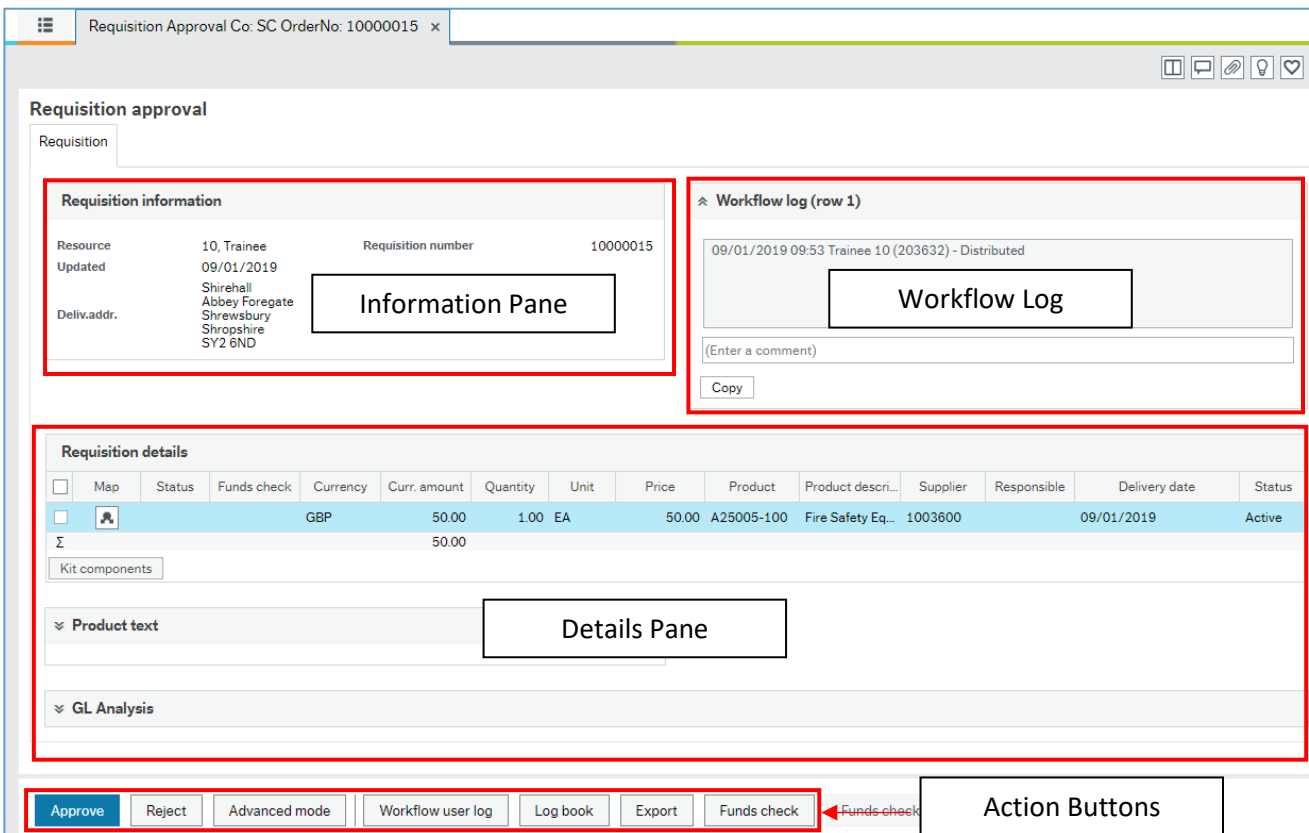 Requisition Approval Co: SC OrderNo: 10000015 ×
Requisition approval
Requisition
Requisition information
Resource 10, Trainee Requisition number 10000015
Updated 09/01/2019
Deliv.addr. Shirehall
Abbey Foregate
Shrewsbury
Shropshire
SY2 6ND
Information Pane
Workflow log (row 1)
09/01/2019 09:53 Trainee 10 (203632) - Distributed
Workflow Log
(Enter a comment)
Copy
Requisition details
Map Status Funds check Currency Curr. amount Quantity Unit Price Product Product descri... Supplier Responsible Delivery date Status
GBP 50.00 1.00 EA 50.00 A25005-100 Fire Safety Eq... 1003600 09/01/2019 Active
Σ 50.00
Kit components
Product text
Details Pane
GL Analysis
Approve Reject Advanced mode Workflow user log Log book Export Funds check Funds check
Action Buttons